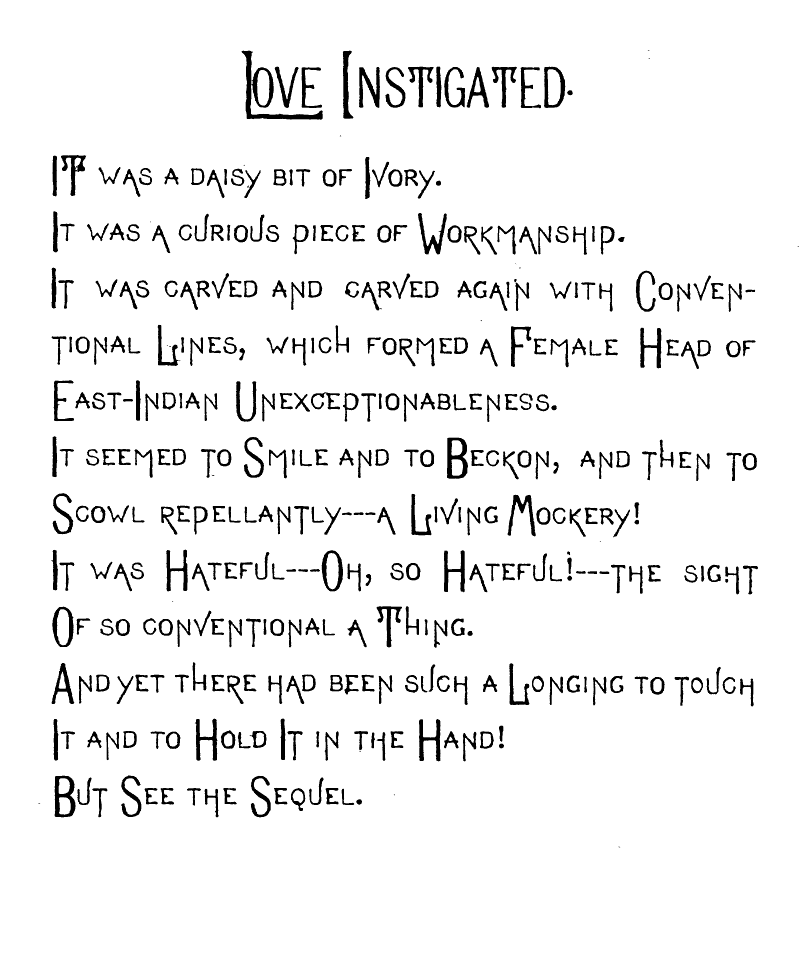 Love Instigated.
It was a daisy bit of Ivory.
It was a curious piece of Workmanship.
It was carved and carved again with Conven-
tional Lines, which formed a Female Head of
East-Indian Unexceptionableness.
It seemed to Smile and to Beckon, and then to
Scowl repellantly---a Living Mockery!
It was Hateful---Oh, so Hateful!---the sight
Of so conventional a Thing.
And yet there had been such a Longing to touch
It and to Hold It in the Hand!
But See the Sequel.